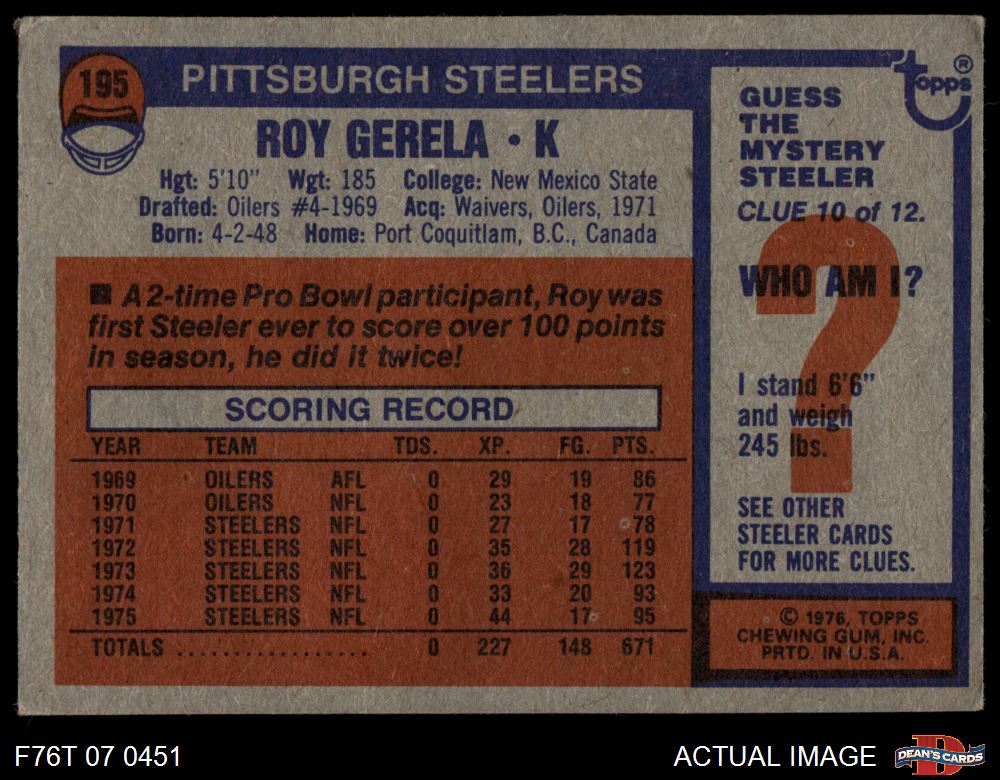 195
PITTSBURGH STEELERS
ROY GERELA • K
Hgt: 5'10" Wgt: 185 College: New Mexico State
Drafted: Oilers #4-1969 Acq: Waivers, Oilers, 1971
Born: 4-2-48 Home: Port Coquitlam, B.C., Canada
■ A 2-time Pro Bowl participant, Roy was
first Steeler ever to score over 100 points
in season, he did it twice!
SCORING RECORD
YEAR TEAM TDS. XP. FG. PTS.
1969 OILERS AFL 0 29 19 86
1970 OILERS NFL 0 23 18 77
1971 STEELERS NFL 0 27 17 78
1972 STEELERS NFL 0 35 28 119
1973 STEELERS NFL 0 36 29 123
1974 STEELERS NFL 0 33 20 93
1975 STEELERS NFL 0 44 17 95
TOTALS .................. 0 227 148 671
topps®
GUESS
THE
MYSTERY
STEELER
CLUE 10 of 12.
WHO AM I?
?
I stand 6'6"
and weigh
245 lbs.
SEE OTHER
STEELER CARDS
FOR MORE CLUES.
© 1976, TOPPS
CHEWING GUM, INC.
PRTD. IN U.S.A.
F76T 07 0451
ACTUAL IMAGE
D
DEAN'S CARDS